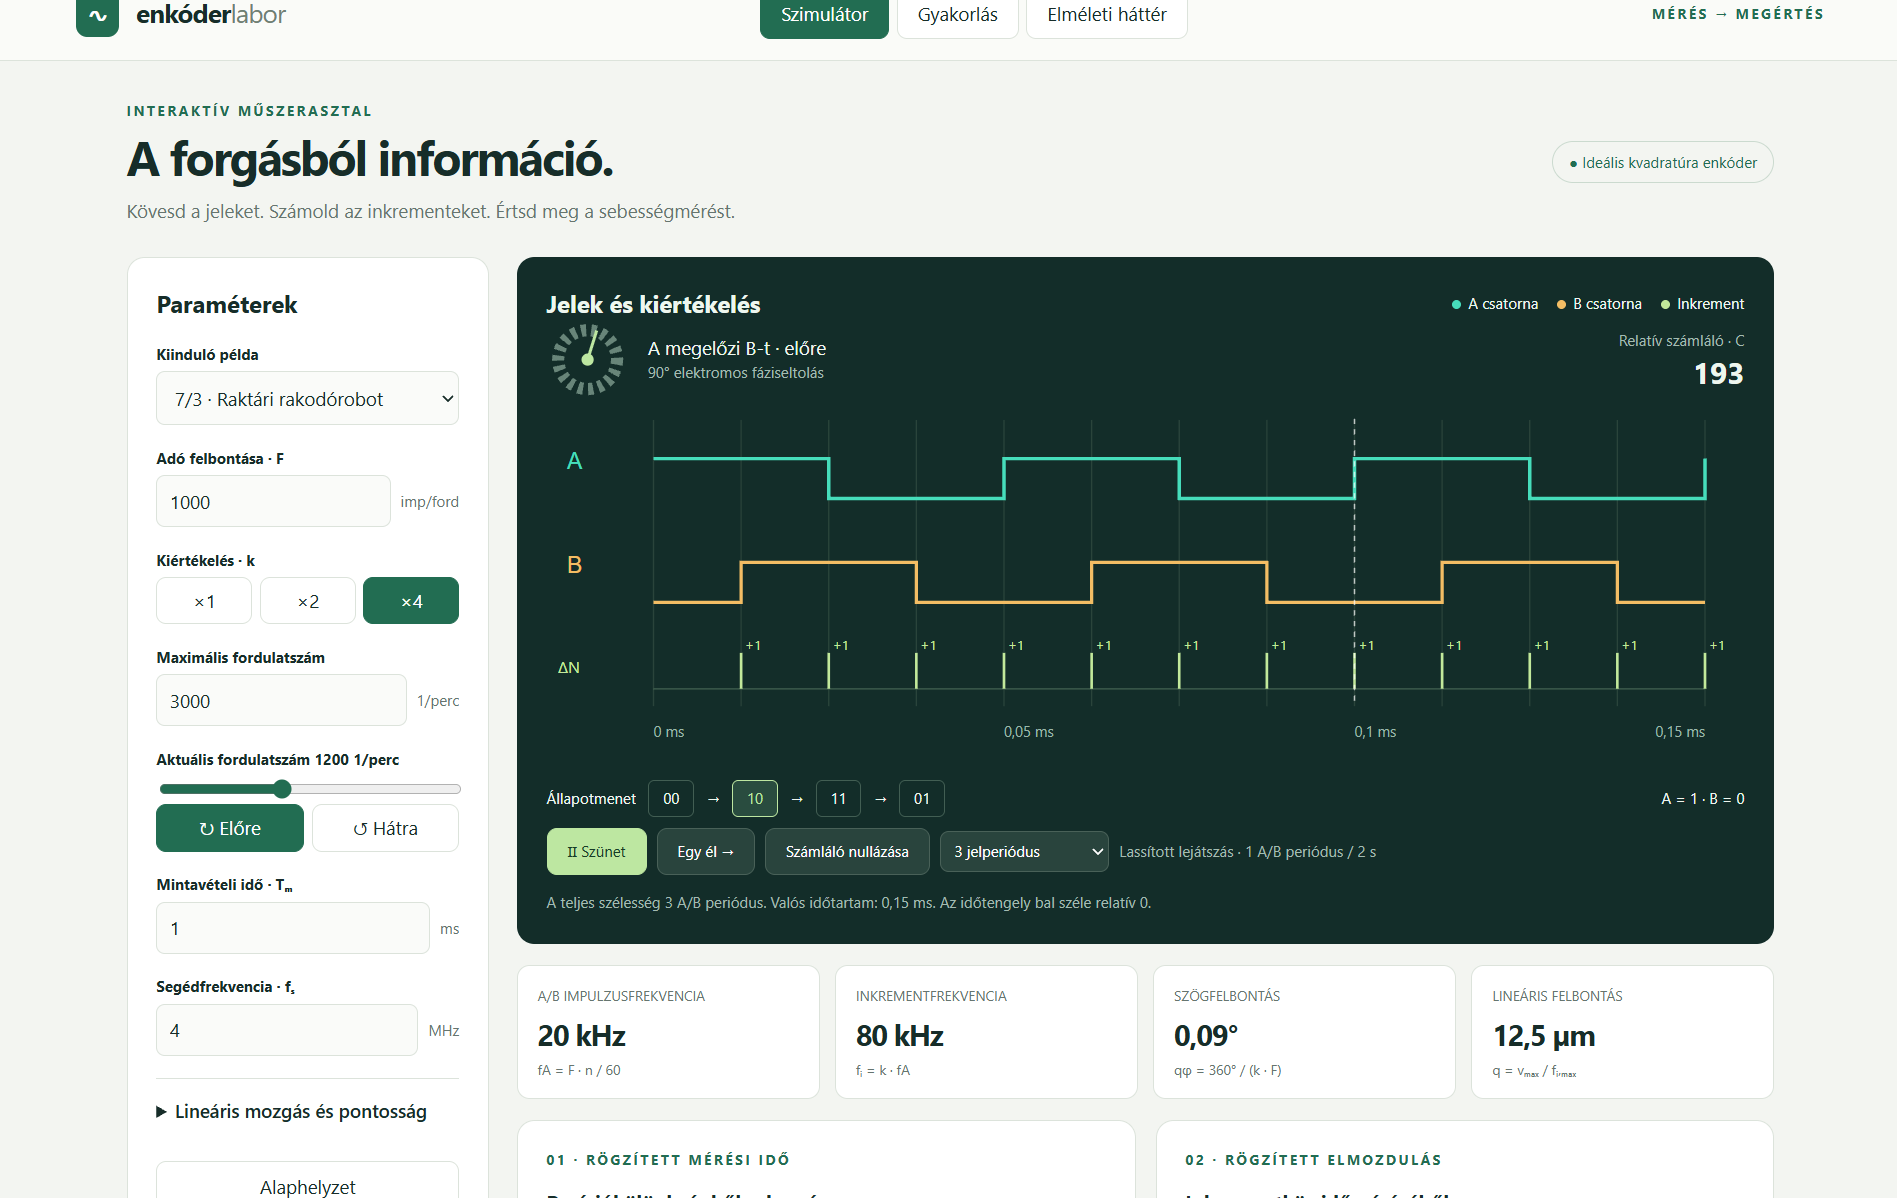 enkóderlabor
Szimulátor
Gyakorlás
Elméleti háttér
MÉRÉS → MEGÉRTÉS
INTERAKTÍV MŰSZERASZTAL
A forgásból információ.
Kövesd a jeleket. Számold az inkrementeket. Értsd meg a sebességmérést.
● Ideális kvadratúra enkóder
Paraméterek
Kiinduló példa
7/3 · Raktári rakodórobot
Adó felbontása · F
1000 imp/ford
Kiértékelés · k
×1 ×2 ×4
Maximális fordulatszám
3000 1/perc
Aktuális fordulatszám 1200 1/perc
↻ Előre ↺ Hátra
Mintavételi idő · Tₘ
1 ms
Segédfrekvencia · fₛ
4 MHz
▶ Lineáris mozgás és pontosság
Alaphelyzet
Jelek és kiértékelés
A csatorna B csatorna Inkrement
A megelőzi B-t · előre
90° elektromos fáziseltolás
Relatív számláló · C
193
A
B
+1 +1 +1 +1 +1 +1 +1 +1 +1 +1 +1 +1
ΔN
0 ms 0,05 ms 0,1 ms 0,15 ms
Állapotmenet 00 → 10 → 11 → 01
A = 1 · B = 0
II Szünet Egy él → Számláló nullázása 3 jelperiódus Lassított lejátszás · 1 A/B periódus / 2 s
A teljes szélesség 3 A/B periódus. Valós időtartam: 0,15 ms. Az időtengely bal széle relatív 0.
A/B IMPULZUSFREKVENCIA
20 kHz
fA = F · n / 60
INKREMENTFREKVENCIA
80 kHz
fᵢ = k · fA
SZÖGFELBONTÁS
0,09°
qφ = 360° / (k · F)
LINEÁRIS FELBONTÁS
12,5 µm
q = vₘₐₓ / fᵢ,ₘₐₓ
01 · RÖGZÍTETT MÉRÉSI IDŐ
02 · RÖGZÍTETT ELMOZDULÁS